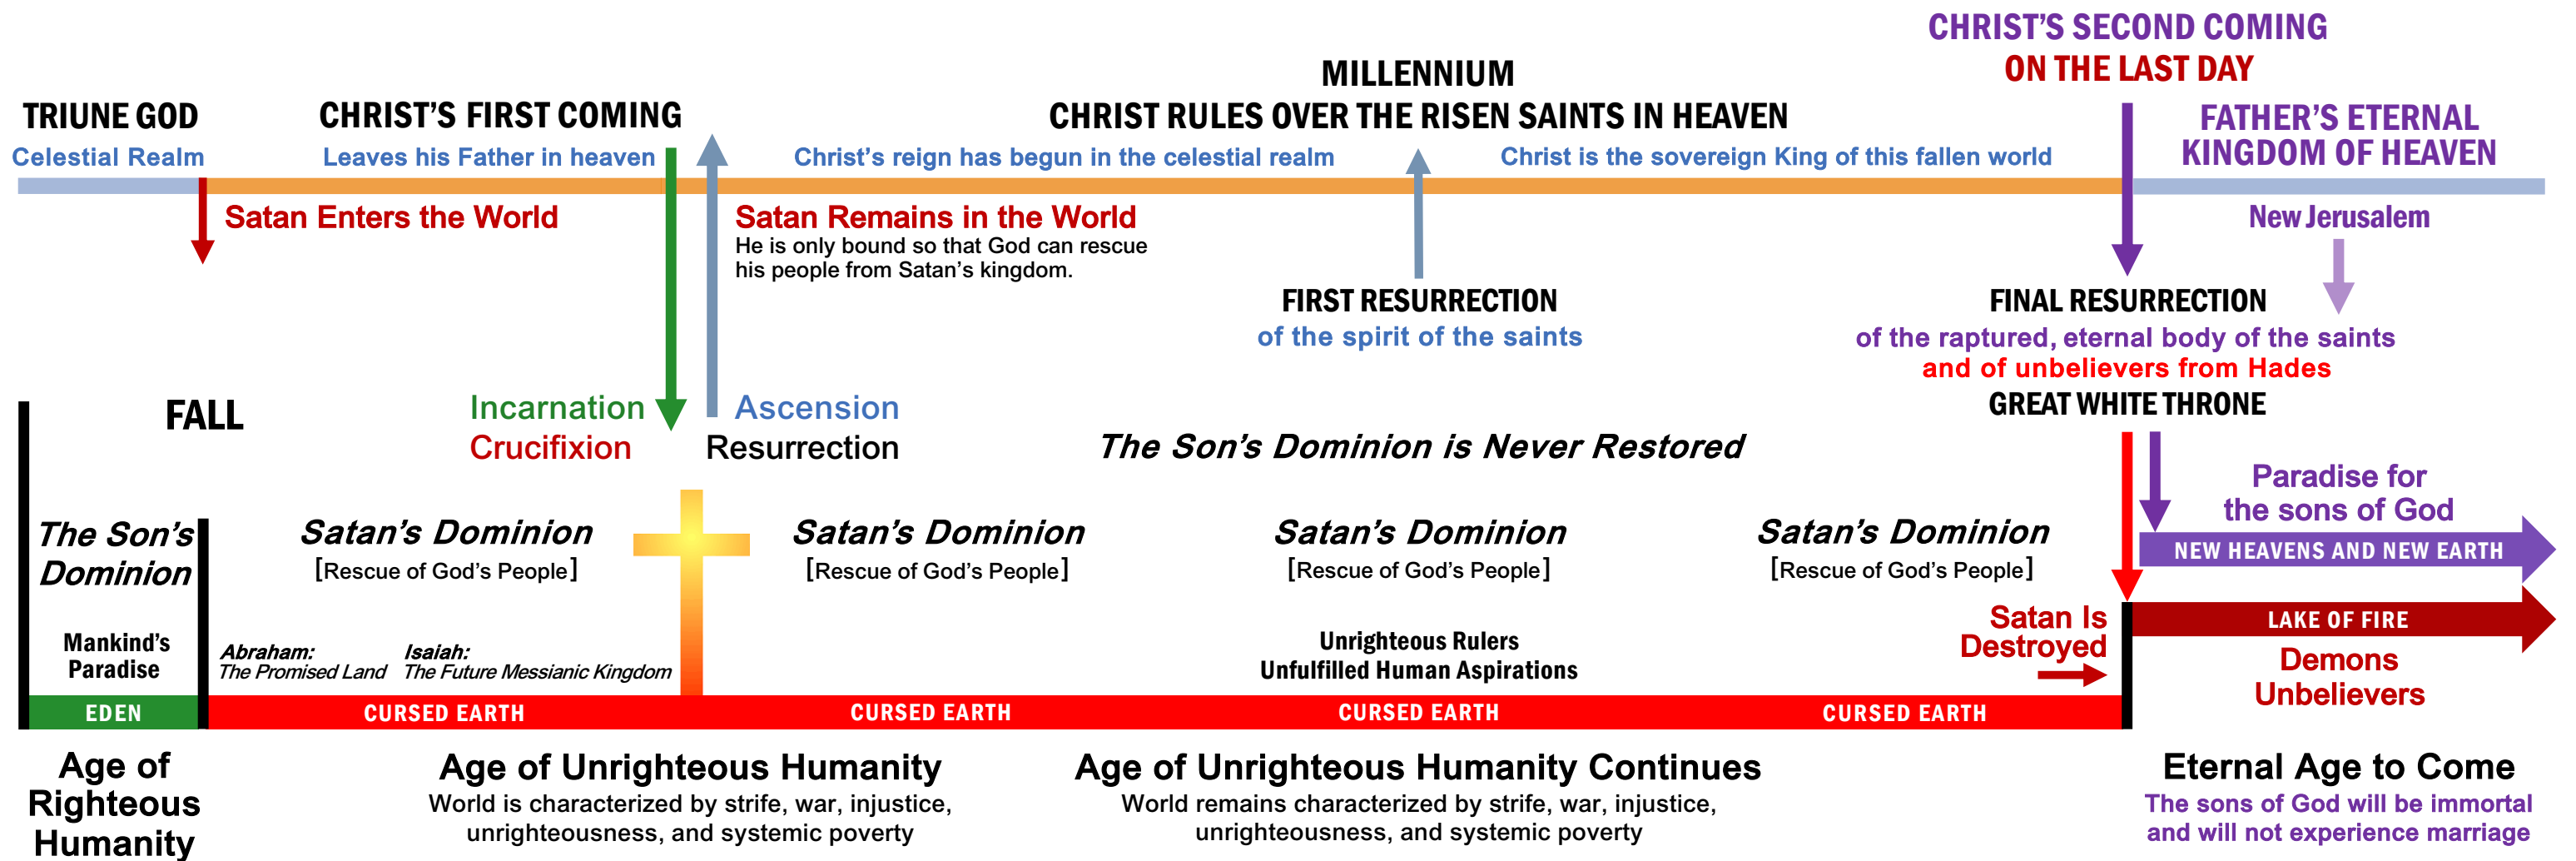 CHRIST'S SECOND COMING
ON THE LAST DAY
MILLENNIUM
TRIUNE GOD
CHRIST'S FIRST COMING
CHRIST RULES OVER THE RISEN SAINTS IN HEAVEN
FATHER'S ETERNAL
KINGDOM OF HEAVEN
Celestial Realm
Leaves his Father in heaven
Christ's reign has begun in the celestial realm
Christ is the sovereign King of this fallen world
Satan Enters the World
Satan Remains in the World
He is only bound so that God can rescue
his people from Satan's kingdom.
New Jerusalem
FIRST RESURRECTION
of the spirit of the saints
FINAL RESURRECTION
of the raptured, eternal body of the saints
and of unbelievers from Hades
GREAT WHITE THRONE
FALL
Incarnation
Crucifixion
Ascension
Resurrection
The Son's Dominion is Never Restored
Paradise for
the sons of God
The Son's
Dominion
Satan's Dominion
[Rescue of God's People]
Satan's Dominion
[Rescue of God's People]
Satan's Dominion
[Rescue of God's People]
Satan's Dominion
[Rescue of God's People]
NEW HEAVENS AND NEW EARTH
Satan Is
Destroyed
LAKE OF FIRE
Demons
Unbelievers
Mankind's
Paradise
Abraham:
The Promised Land
Isaiah:
The Future Messianic Kingdom
Unrighteous Rulers
Unfulfilled Human Aspirations
EDEN
CURSED EARTH
CURSED EARTH
CURSED EARTH
CURSED EARTH
Age of
Righteous
Humanity
Age of Unrighteous Humanity
World is characterized by strife, war, injustice,
unrighteousness, and systemic poverty
Age of Unrighteous Humanity Continues
World remains characterized by strife, war, injustice,
unrighteousness, and systemic poverty
Eternal Age to Come
The sons of God will be immortal
and will not experience marriage